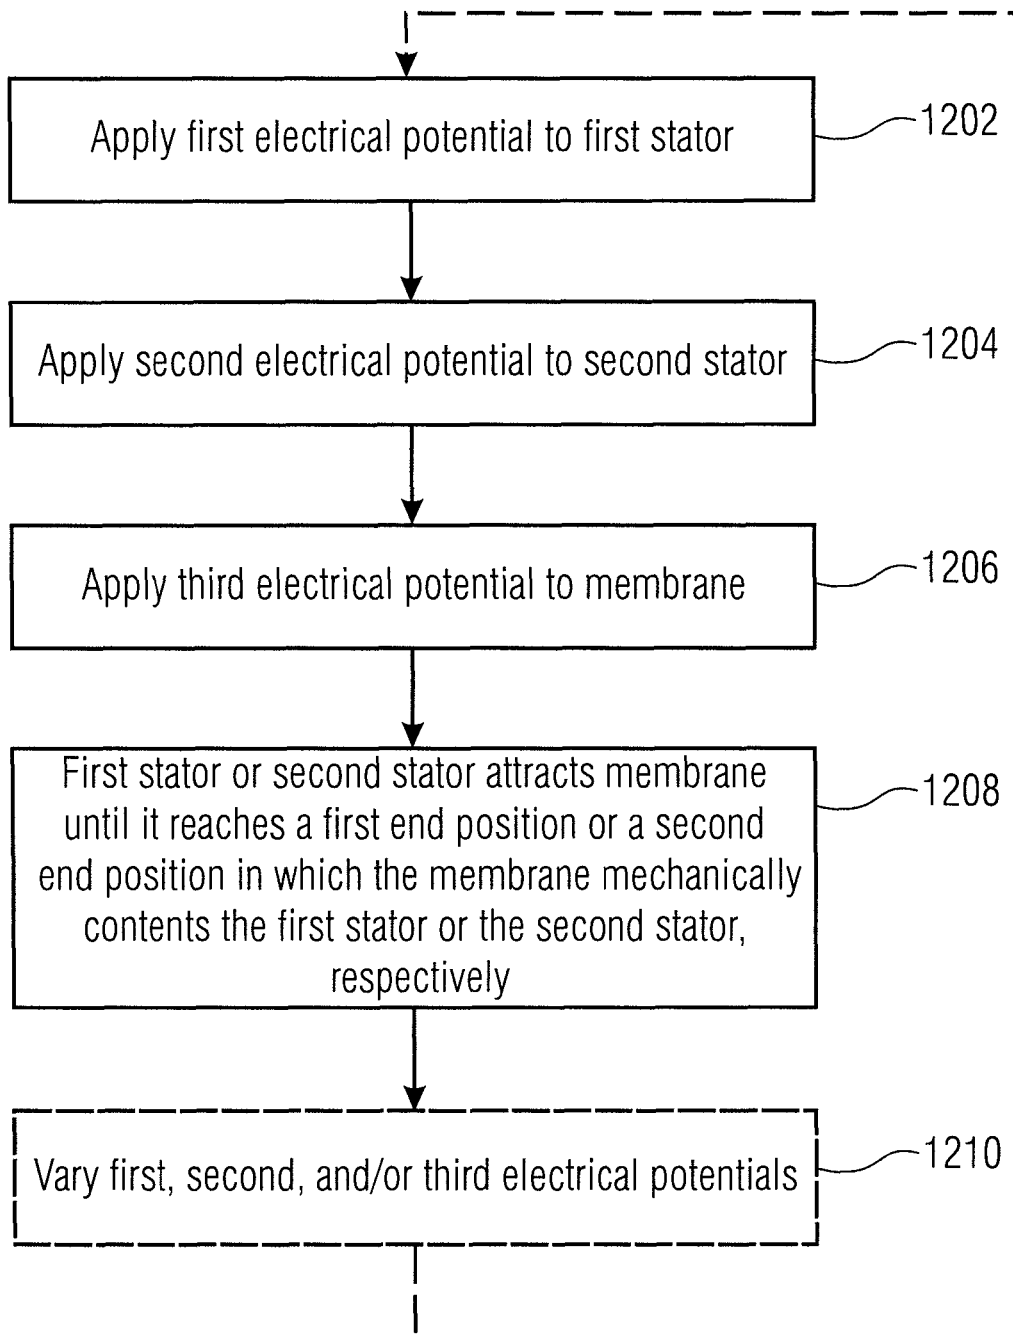 Apply first electrical potential to first stator
1202
Apply second electrical potential to second stator
1204
Apply third electrical potential to membrane
1206
First stator or second stator attracts membrane
until it reaches a first end position or a second
end position in which the membrane mechanically
contents the first stator or the second stator,
respectively
1208
Vary first, second, and/or third electrical potentials
1210